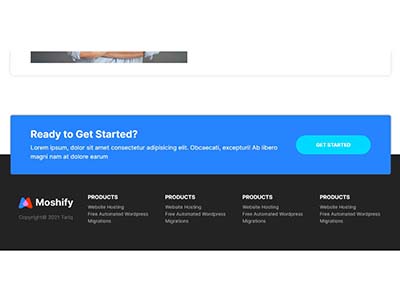 Ready to Get Started?
Lorem ipsum, dolor sit amet consectetur adipisicing elit. Obcaecati, excepturi! Ab libero
magni nam at dolore earum
GET STARTED
Moshify
Copyright© 2021 Tariq
PRODUCTS
Website Hosting
Free Automated Wordpress
Migrations
PRODUCTS
Website Hosting
Free Automated Wordpress
Migrations
PRODUCTS
Website Hosting
Free Automated Wordpress
Migrations
PRODUCTS
Website Hosting
Free Automated Wordpress
Migrations